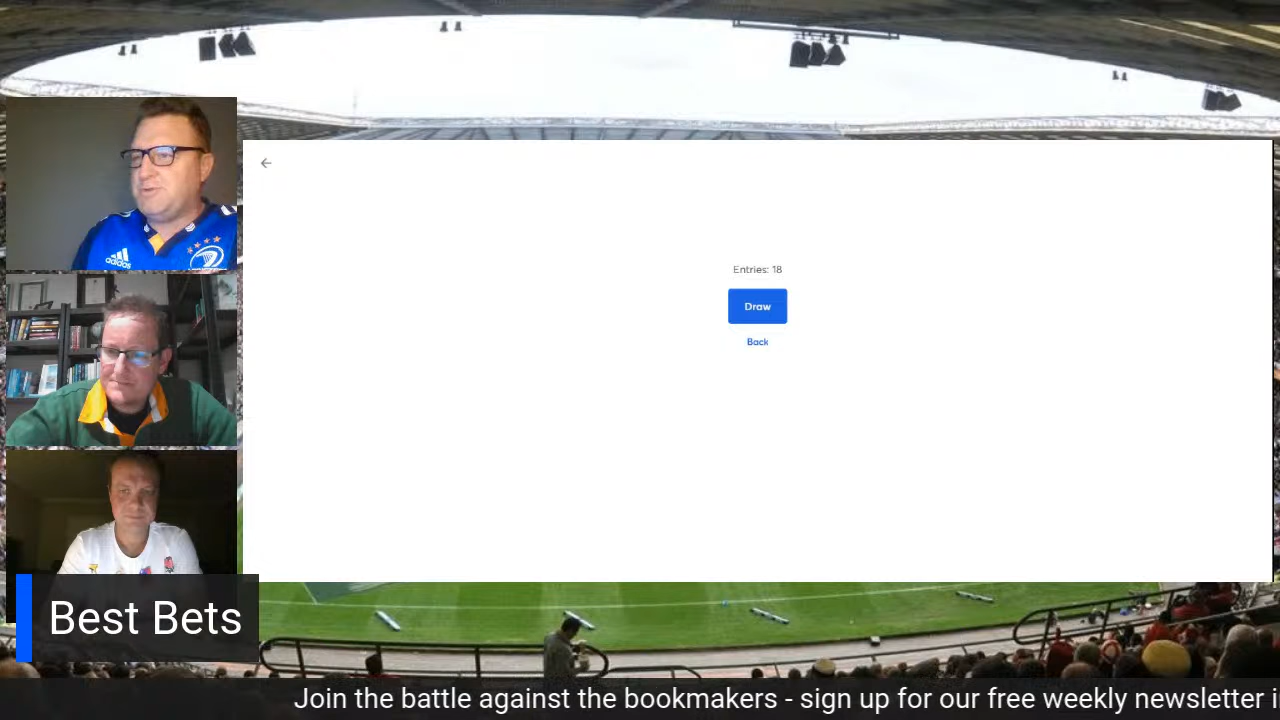 adidas
Entries: 18
Draw
Back
Best Bets
Join the battle against the bookmakers - sign up for our free weekly newsletter i